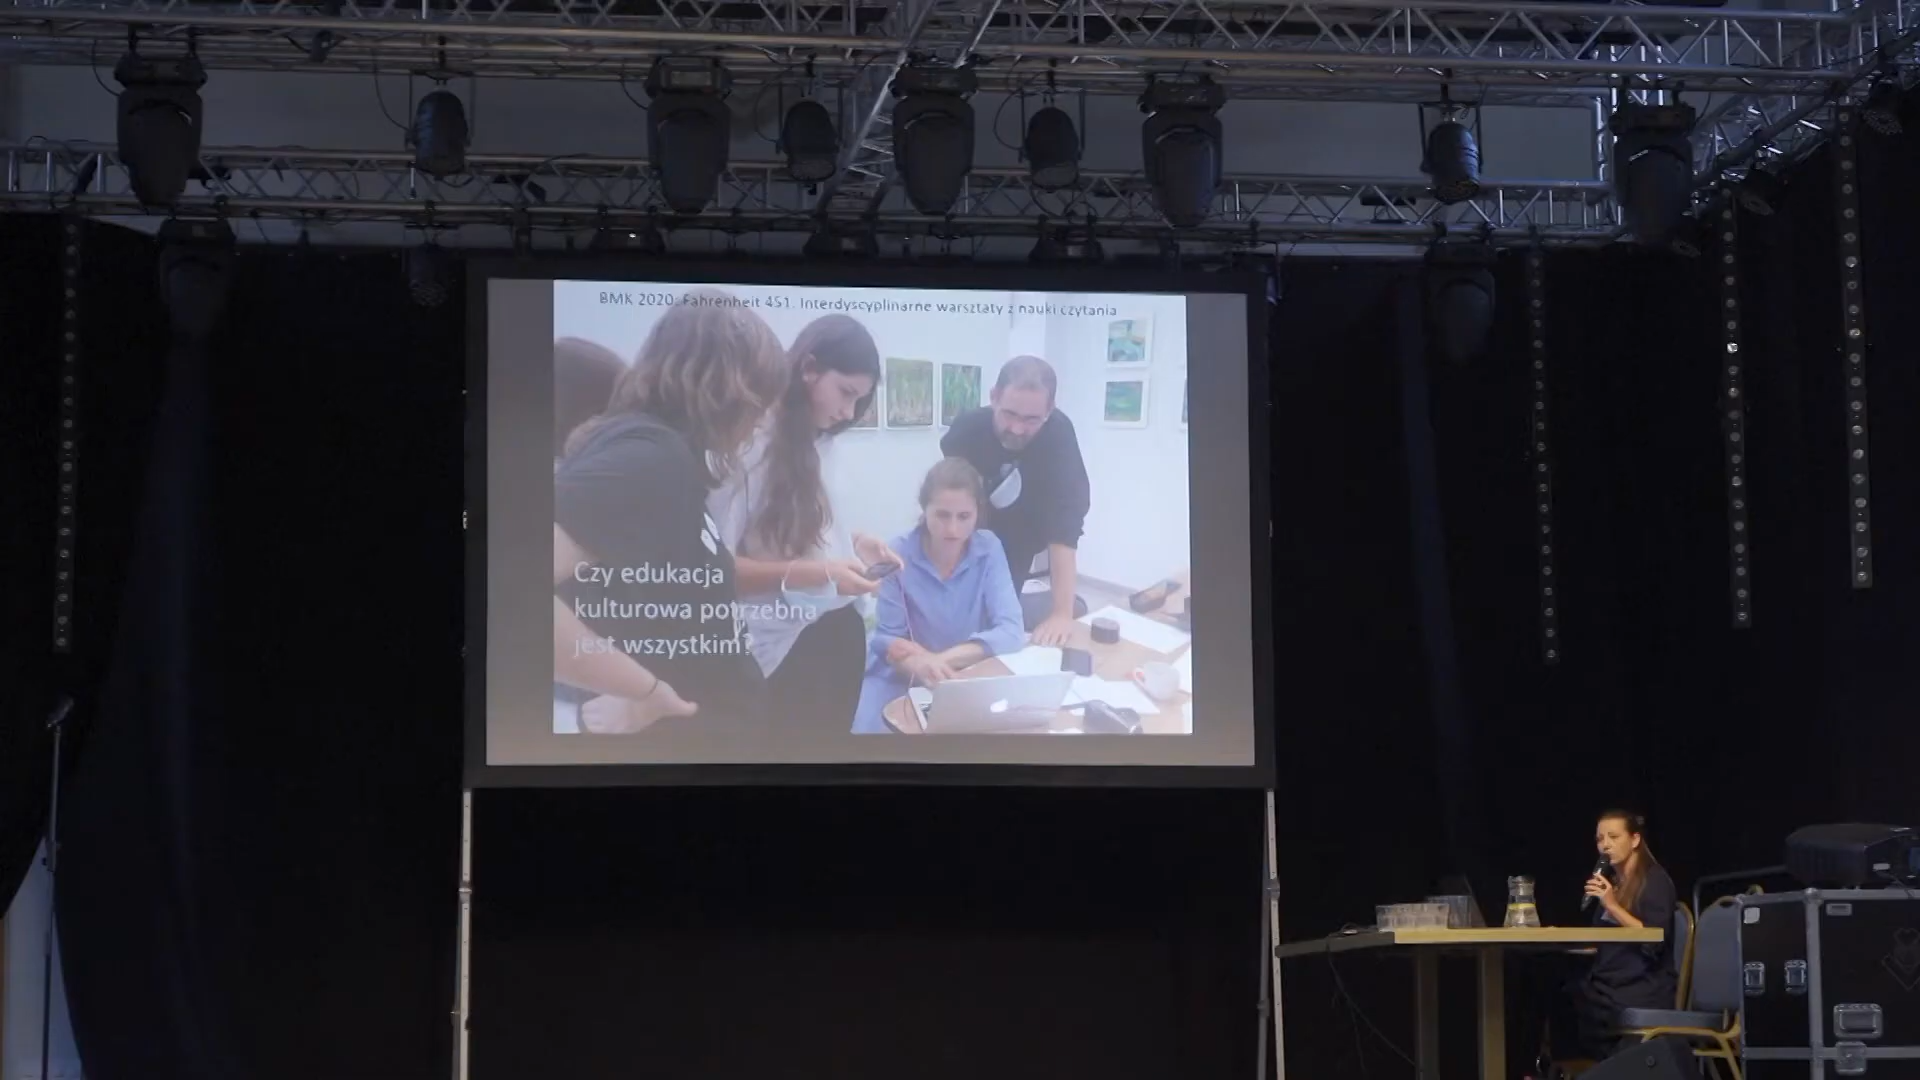 BMK 2020: Fahrenheit 451. Interdyscyplinarne warsztaty z nauki czytania
Czy edukacja
kulturowa potrzebna
jest wszystkim?